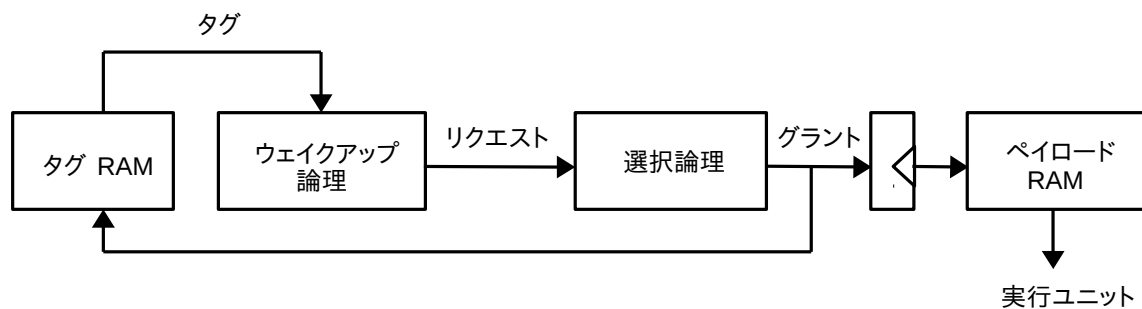 タグ
タグ RAM
ウェイクアップ
論理
リクエスト
選択論理
グラント
ペイロード
RAM
実行ユニット